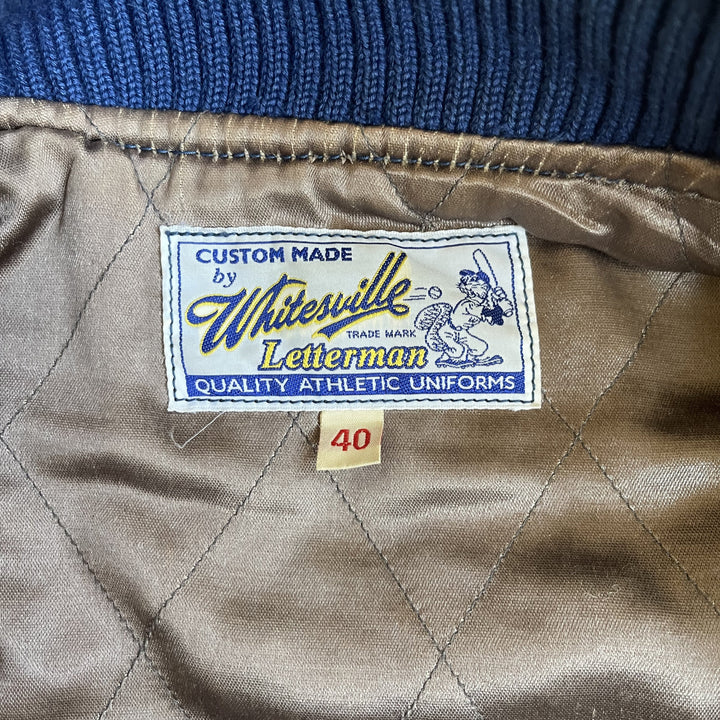 CUSTOM MADE
by
Whitesville
TRADE MARK
Letterman
QUALITY ATHLETIC UNIFORMS
40